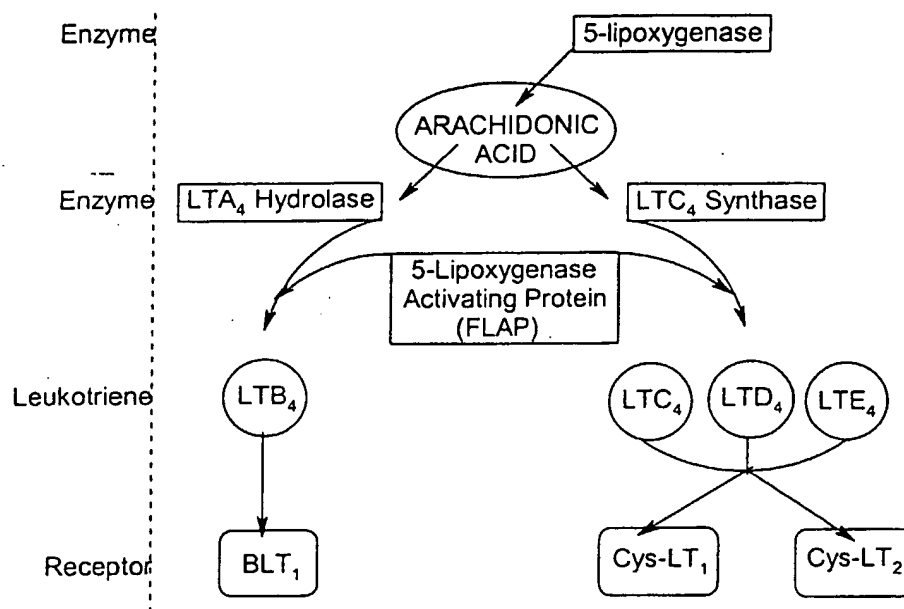 Enzyme
5-lipoxygenase
ARACHIDONIC
ACID
Enzyme
LTA₄ Hydrolase
LTC₄ Synthase
5-Lipoxygenase
Activating Protein
(FLAP)
Leukotriene
LTB₄
LTC₄
LTD₄
LTE₄
Receptor
BLT₁
Cys-LT₁
Cys-LT₂